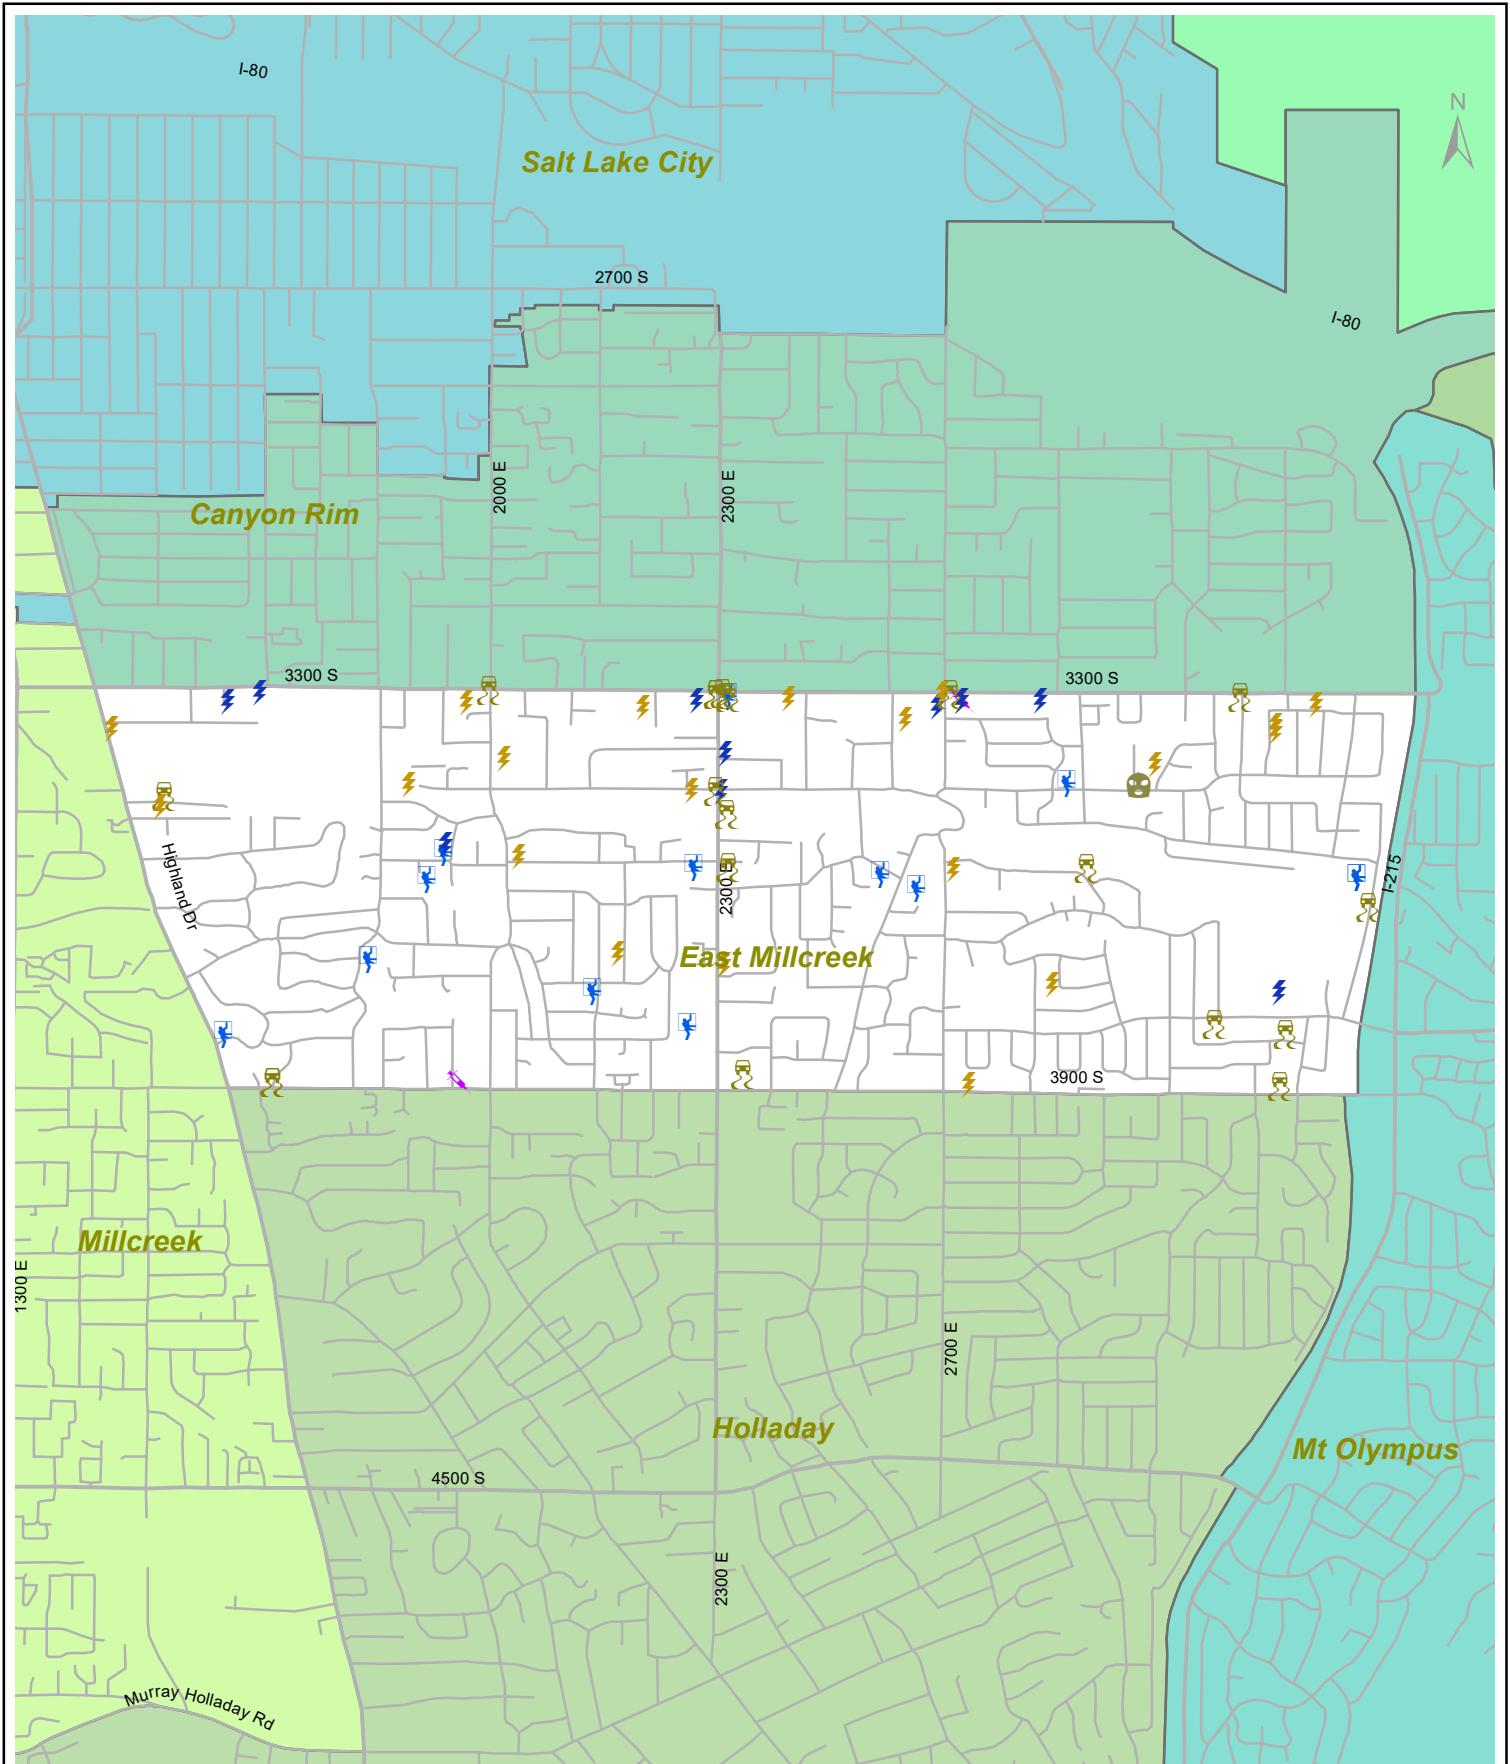 I-80
N
Salt Lake City
2700 S
I-80
2000 E
2300 E
Canyon Rim
3300 S
3300 S
Highland Dr
2300 E
I-215
East Millcreek
3900 S
Millcreek
1300 E
2700 E
Holladay
Mt Olympus
4500 S
2300 E
Murray Holladay Rd